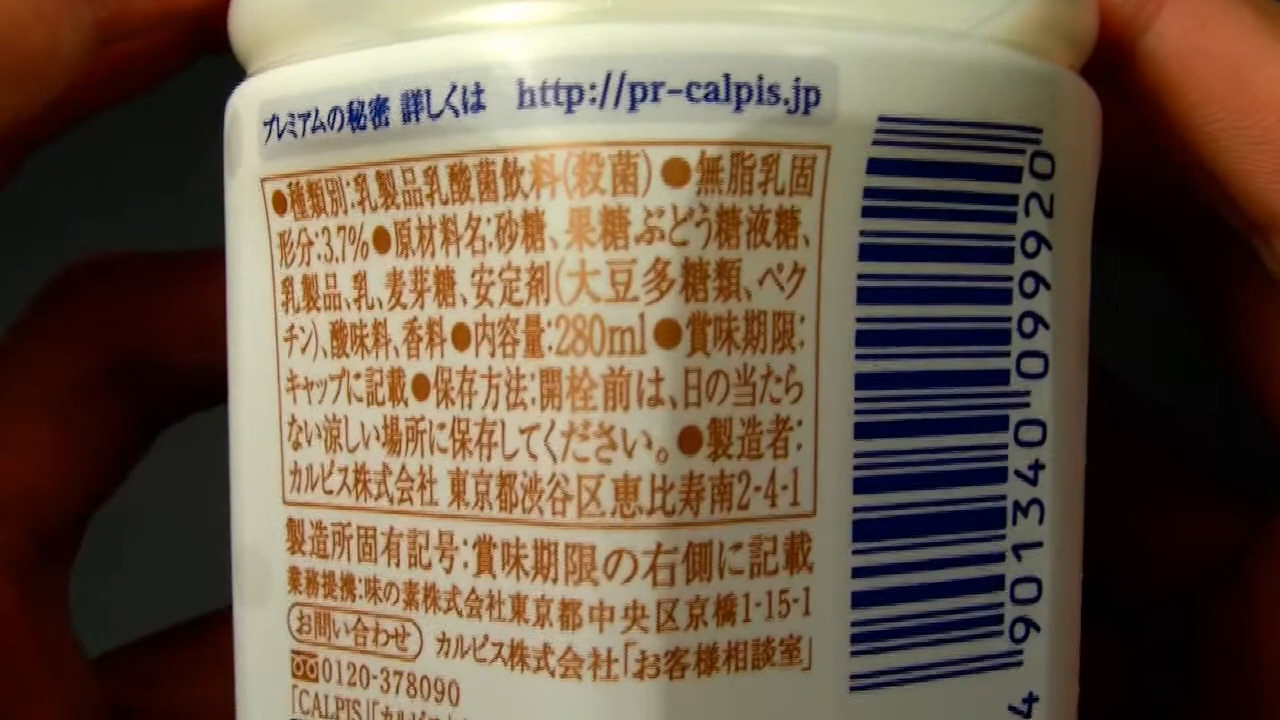 プレミアムの秘密 詳しくは http://pr-calpis.jp
●種類別:乳製品乳酸菌飲料(殺菌) ●無脂乳固
形分:3.7%●原材料名:砂糖、果糖ぶどう糖液糖、
乳製品、乳、麦芽糖、安定剤(大豆多糖類、ペク
チン)、酸味料、香料●内容量:280ml●賞味期限:
キャップに記載●保存方法:開栓前は、日の当たら
ない涼しい場所に保存してください。●製造者:
カルピス株式会社 東京都渋谷区恵比寿南2-4-1
製造所固有記号:賞味期限の右側に記載
業務提携:味の素株式会社東京都中央区京橋1-15-1
お問い合わせ カルピス株式会社「お客様相談室」
0120-378090
「CALPIS」「カルピス
4 901340 099920